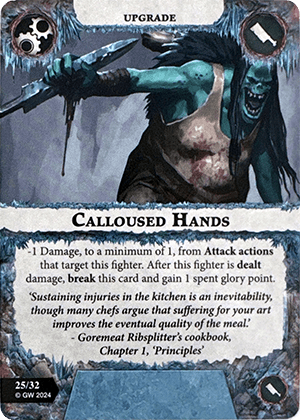 UPGRADE
CALLOUSED HANDS
-1 Damage, to a minimum of 1, from Attack actions
that target this fighter. After this fighter is dealt
damage, break this card and gain 1 spent glory point.
'Sustaining injuries in the kitchen is an inevitability,
though many chefs argue that suffering for your art
improves the eventual quality of the meal.'
- Goremeat Ribsplitter's cookbook,
Chapter 1, 'Principles'
25/32
© GW 2024